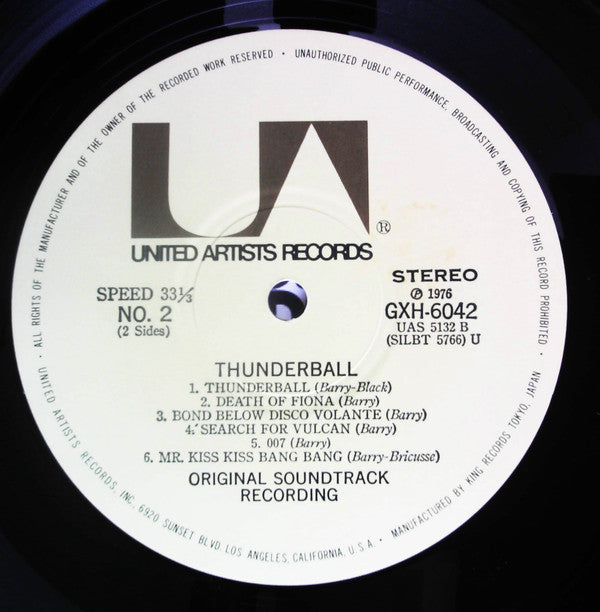 ALL RIGHTS OF THE MANUFACTURER AND OF THE OWNER OF THE RECORDED WORK RESERVED • UNAUTHORIZED PUBLIC PERFORMANCE, BROADCASTING AND COPYING OF THIS RECORD PROHIBITED •
UA
®
UNITED ARTISTS RECORDS
STEREO
SPEED 33⅓
℗ 1976
NO. 2
GXH-6042
(2 Sides)
UAS 5132 B
(SILBT 5766) U
THUNDERBALL
1. THUNDERBALL (Barry-Black)
2. DEATH OF FIONA (Barry)
3. BOND BELOW DISCO VOLANTE (Barry)
4. SEARCH FOR VULCAN (Barry)
5. 007 (Barry)
6. MR. KISS KISS BANG BANG (Barry-Bricusse)
ORIGINAL SOUNDTRACK
RECORDING
UNITED ARTISTS RECORDS, INC. 6920 SUNSET BLVD. LOS ANGELES, CALIFORNIA, U.S.A. • MANUFACTURED BY KING RECORDS TOKYO, JAPAN